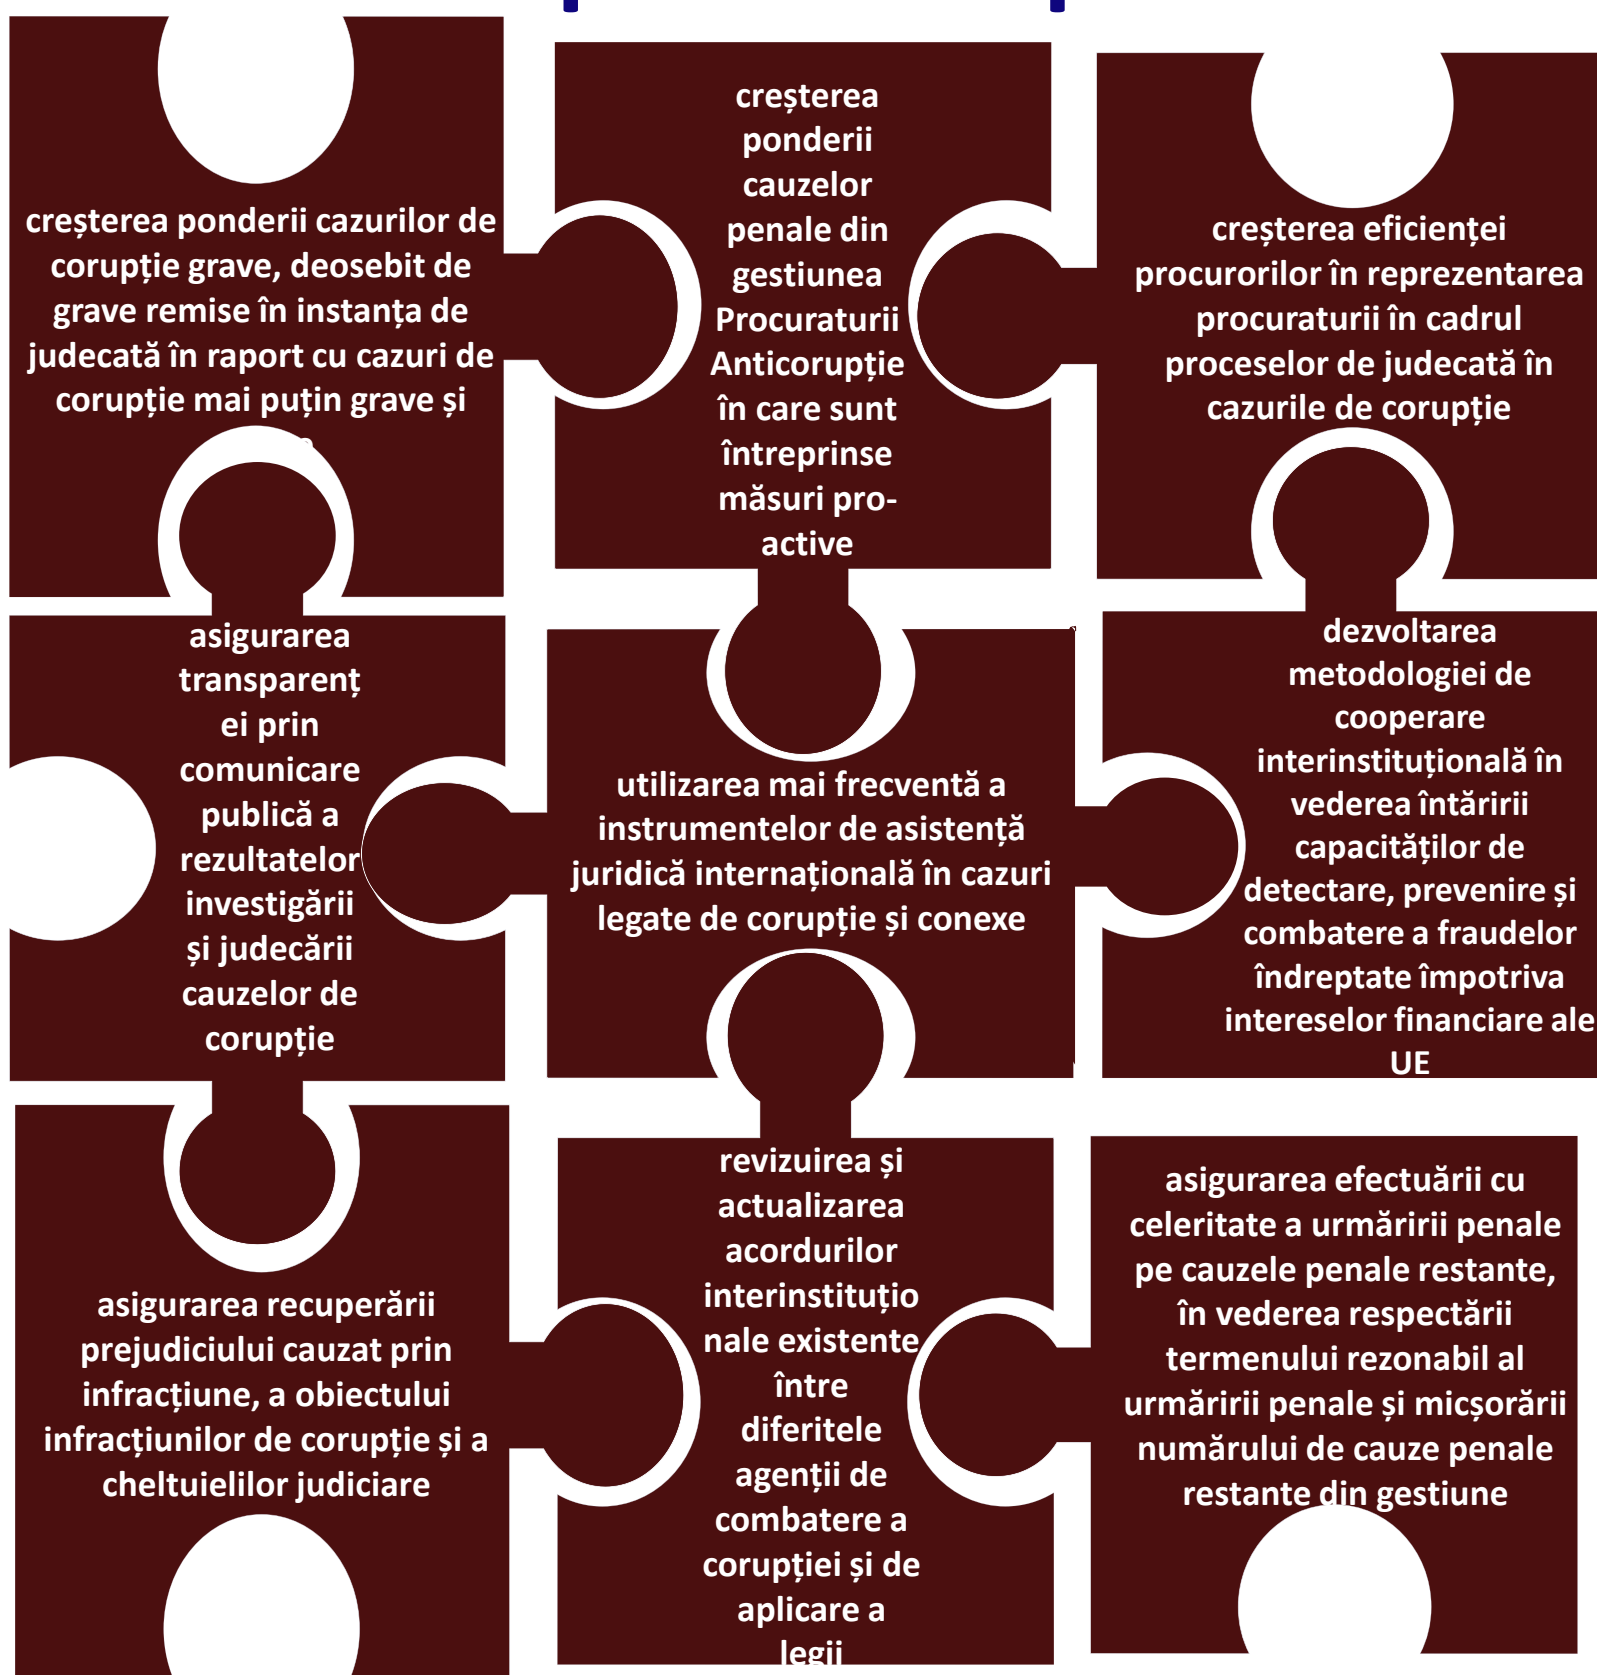 creșterea ponderii cazurilor de
corupție grave, deosebit de
grave remise în instanța de
judecată în raport cu cazuri de
corupție mai puțin grave și
creșterea
ponderii
cauzelor
penale din
gestiunea
Procuraturii
Anticorupție
în care sunt
întreprinse
măsuri pro-
active
creșterea eficienței
procurorilor în reprezentarea
procuraturii în cadrul
proceselor de judecată în
cazurile de corupție
asigurarea
transparenț
ei prin
comunicare
publică a
rezultatelor
investigării
și judecării
cauzelor de
corupție
utilizarea mai frecventă a
instrumentelor de asistență
juridică internațională în cazuri
legate de corupție și conexe
dezvoltarea
metodologiei de
cooperare
interinstituțională în
vederea întăririi
capacităților de
detectare, prevenire și
combatere a fraudelor
îndreptate împotriva
intereselor financiare ale
UE
asigurarea recuperării
prejudiciului cauzat prin
infracțiune, a obiectului
infracțiunilor de corupție și a
cheltuielilor judiciare
revizuirea și
actualizarea
acordurilor
interinstituțio
nale existente
între
diferitele
agenții de
combatere a
corupției și de
aplicare a
legii
asigurarea efectuării cu
celeritate a urmăririi penale
pe cauzele penale restante,
în vederea respectării
termenului rezonabil al
urmăririi penale și micșorării
numărului de cauze penale
restante din gestiune